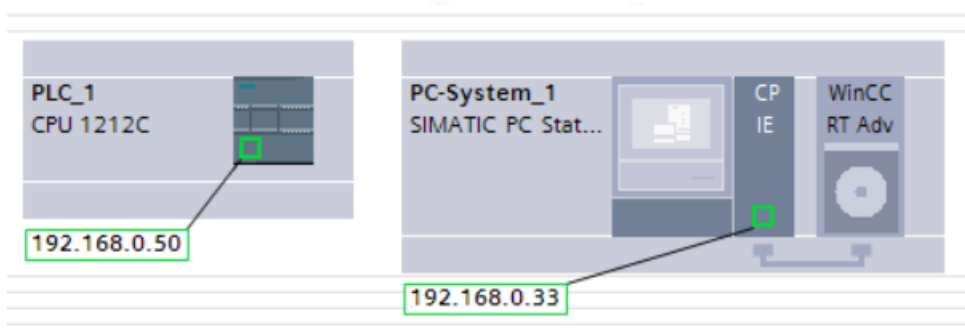 PLC_1
CPU 1212C
192.168.0.50
PC-System_1
SIMATIC PC Stat...
CP
IE
WinCC
RT Adv
192.168.0.33